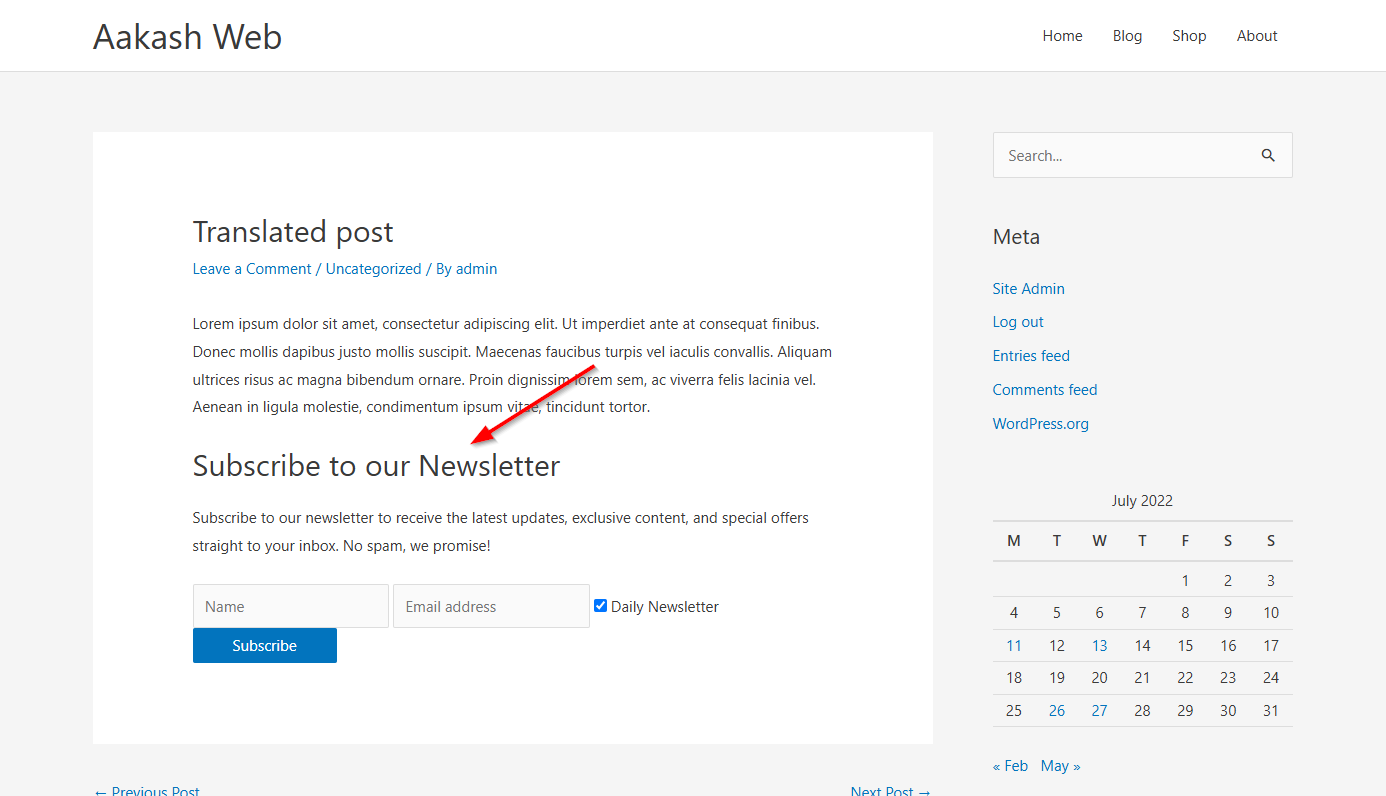 Aakash Web
Home Blog Shop About
Translated post
Leave a Comment / Uncategorized / By admin
Lorem ipsum dolor sit amet, consectetur adipiscing elit. Ut imperdiet ante at consequat finibus.
Donec mollis dapibus justo mollis suscipit. Maecenas faucibus turpis vel iaculis convallis. Aliquam
ultrices risus ac magna bibendum ornare. Proin dignissim lorem sem, ac viverra felis lacinia vel.
Aenean in ligula molestie, condimentum ipsum vitae, tincidunt tortor.
Subscribe to our Newsletter
Subscribe to our newsletter to receive the latest updates, exclusive content, and special offers
straight to your inbox. No spam, we promise!
Name Email address Daily Newsletter
Subscribe
← Previous Post Next Post →
Search...
Meta
Site Admin
Log out
Entries feed
Comments feed
WordPress.org
July 2022
M T W T F S S
1 2 3
4 5 6 7 8 9 10
11 12 13 14 15 16 17
18 19 20 21 22 23 24
25 26 27 28 29 30 31
« Feb May »